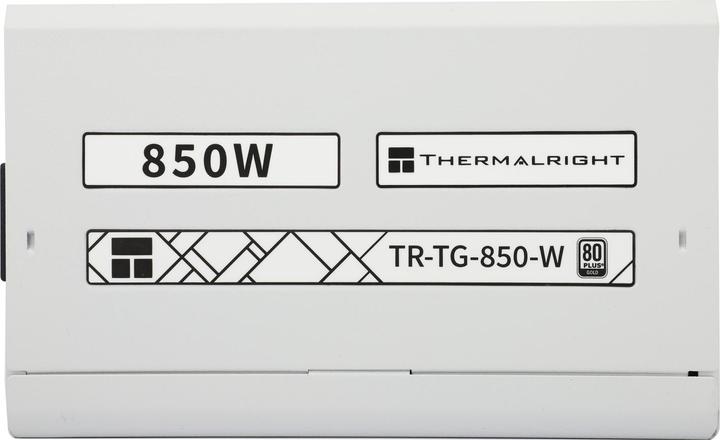 850W
THERMALRIGHT
TR-TG-850-W
80
PLUS®
GOLD